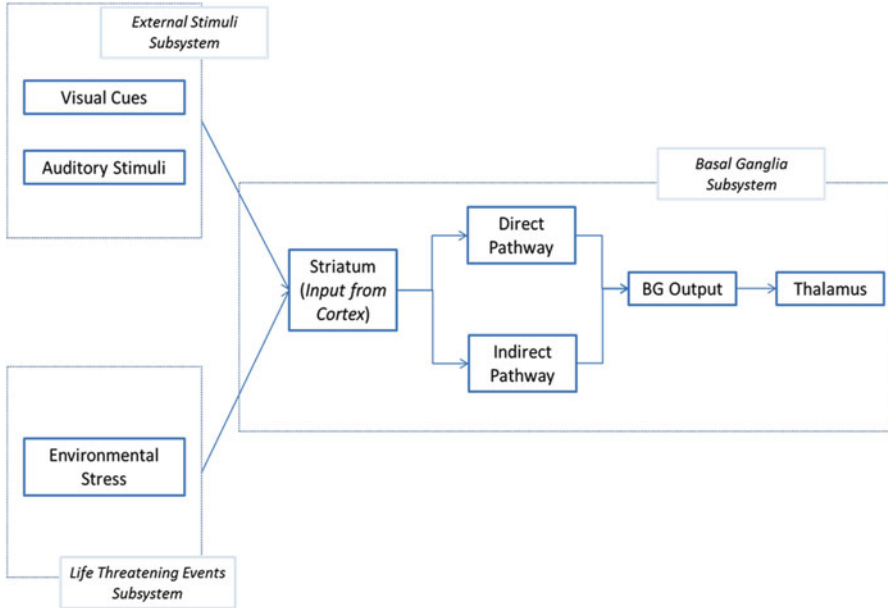 External Stimuli
Subsystem
Visual Cues
Auditory Stimuli
Basal Ganglia
Subsystem
Direct
Pathway
Striatum
(Input from
Cortex)
BG Output
Thalamus
Indirect
Pathway
Environmental
Stress
Life Threatening Events
Subsystem